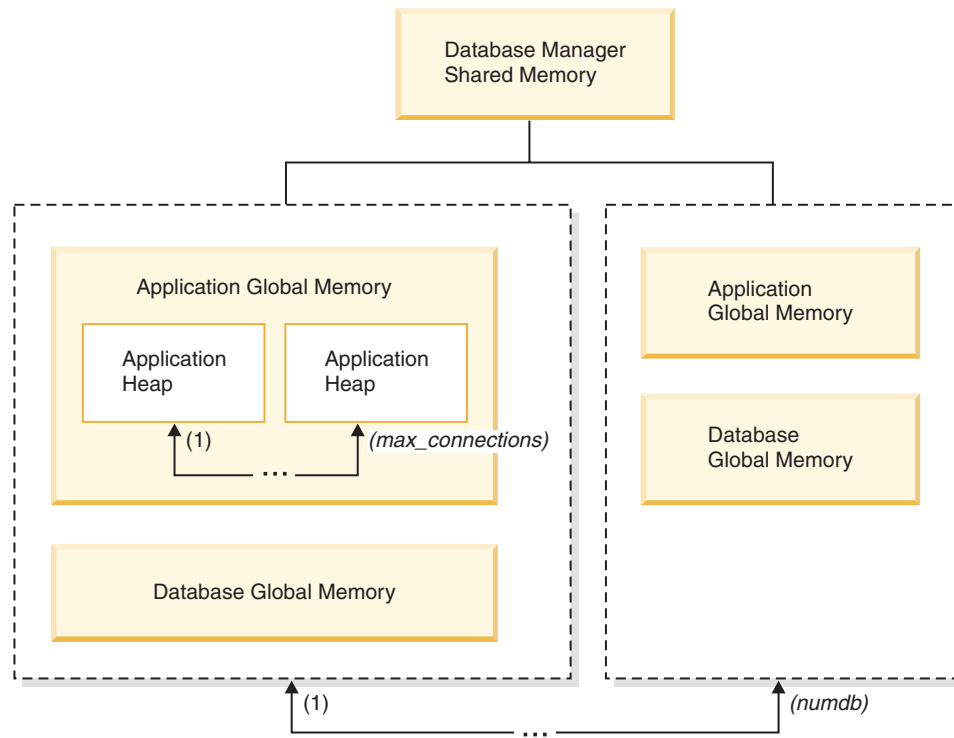 Database Manager
Shared Memory
Application Global Memory
Application
Heap
Application
Heap
(1)
(max_connections)
...
Database Global Memory
Application
Global Memory
Database
Global Memory
(1)
(numdb)
...